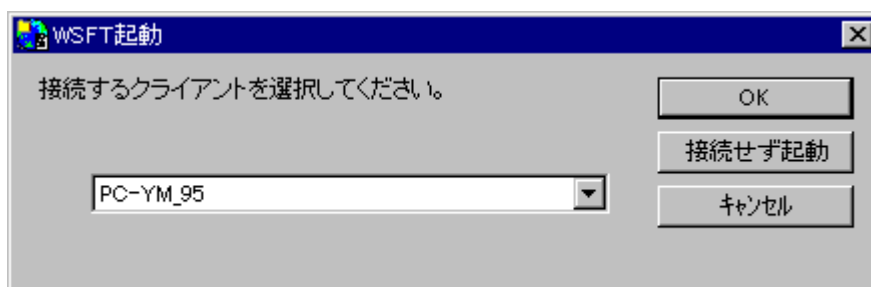 WSFT起動
接続するクライアントを選択してください。
OK
接続せず起動
PC-YM_95
キャンセル